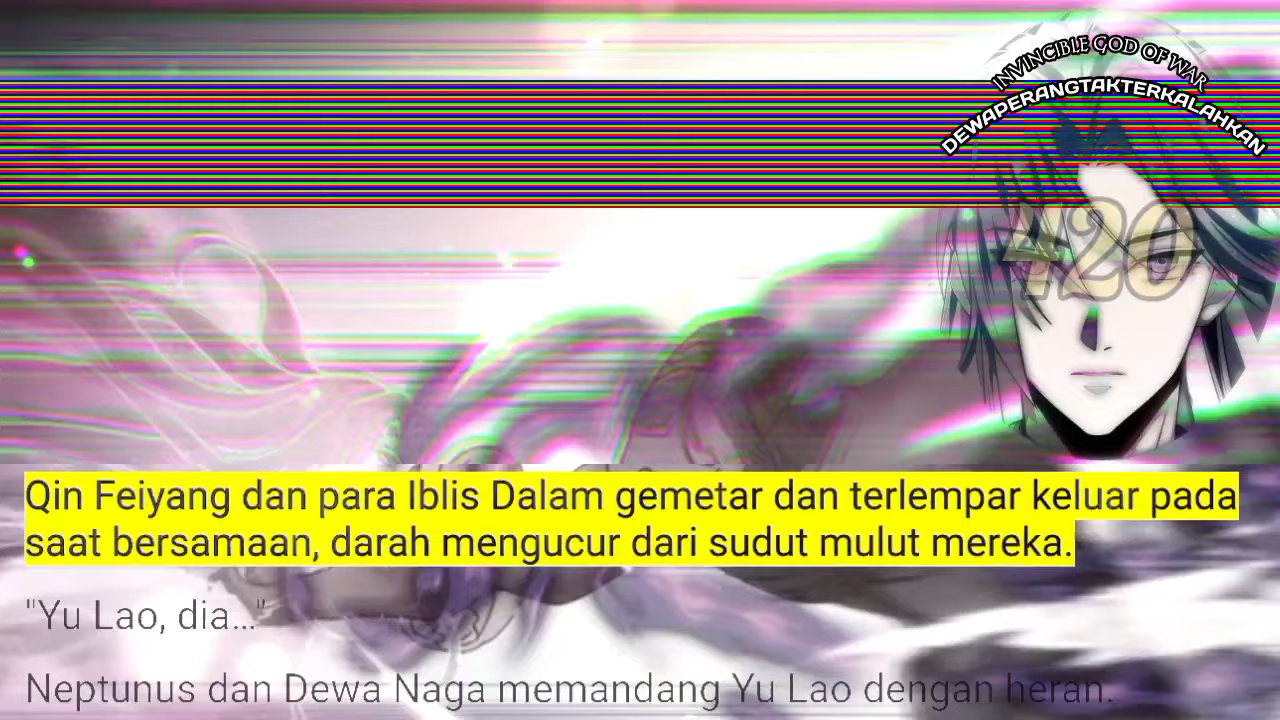 INVINCIBLE GOD OF WAR
DEWAPERANGTAKTERKALAHKAN
420
Qin Feiyang dan para Iblis Dalam gemetar dan terlempar keluar pada
saat bersamaan, darah mengucur dari sudut mulut mereka.
"Yu Lao, dia..."
Neptunus dan Dewa Naga memandang Yu Lao dengan heran.